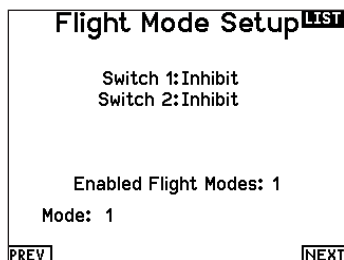 Flight Mode Setup LIST
Switch 1: Inhibit
Switch 2: Inhibit
Enabled Flight Modes: 1
Mode: 1
PREV NEXT